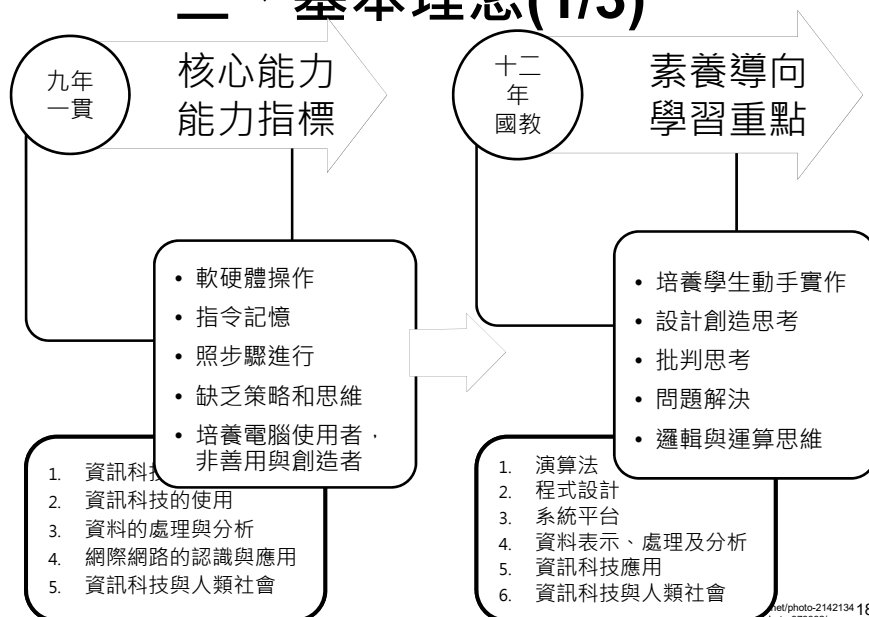 基本理念(1/3)
九年
一貫
核心能力
能力指標
• 軟硬體操作
• 指令記憶
• 照步驟進行
• 缺乏策略和思維
• 培養電腦使用者，
非善用與創造者
1. 資訊科
2. 資訊科技的使用
3. 資料的處理與分析
4. 網際網路的認識與應用
5. 資訊科技與人類社會
十二
年
國教
素養導向
學習重點
• 培養學生動手實作
• 設計創造思考
• 批判思考
• 問題解決
• 邏輯與運算思維
1. 演算法
2. 程式設計
3. 系統平台
4. 資料表示、處理及分析
5. 資訊科技應用
6. 資訊科技與人類社會
net/photo-2142134 18